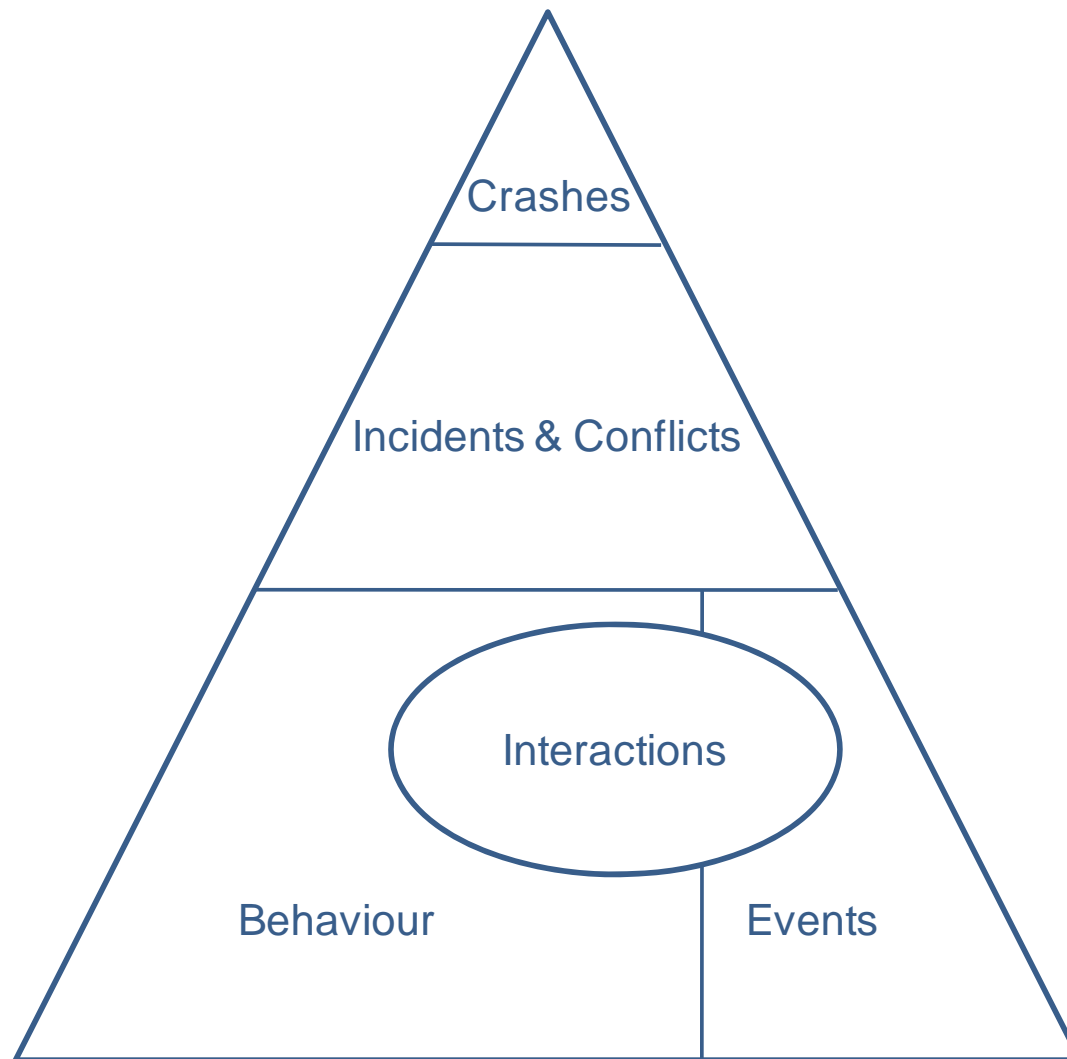 Crashes
Incidents & Conflicts
Interactions
Behaviour
Events